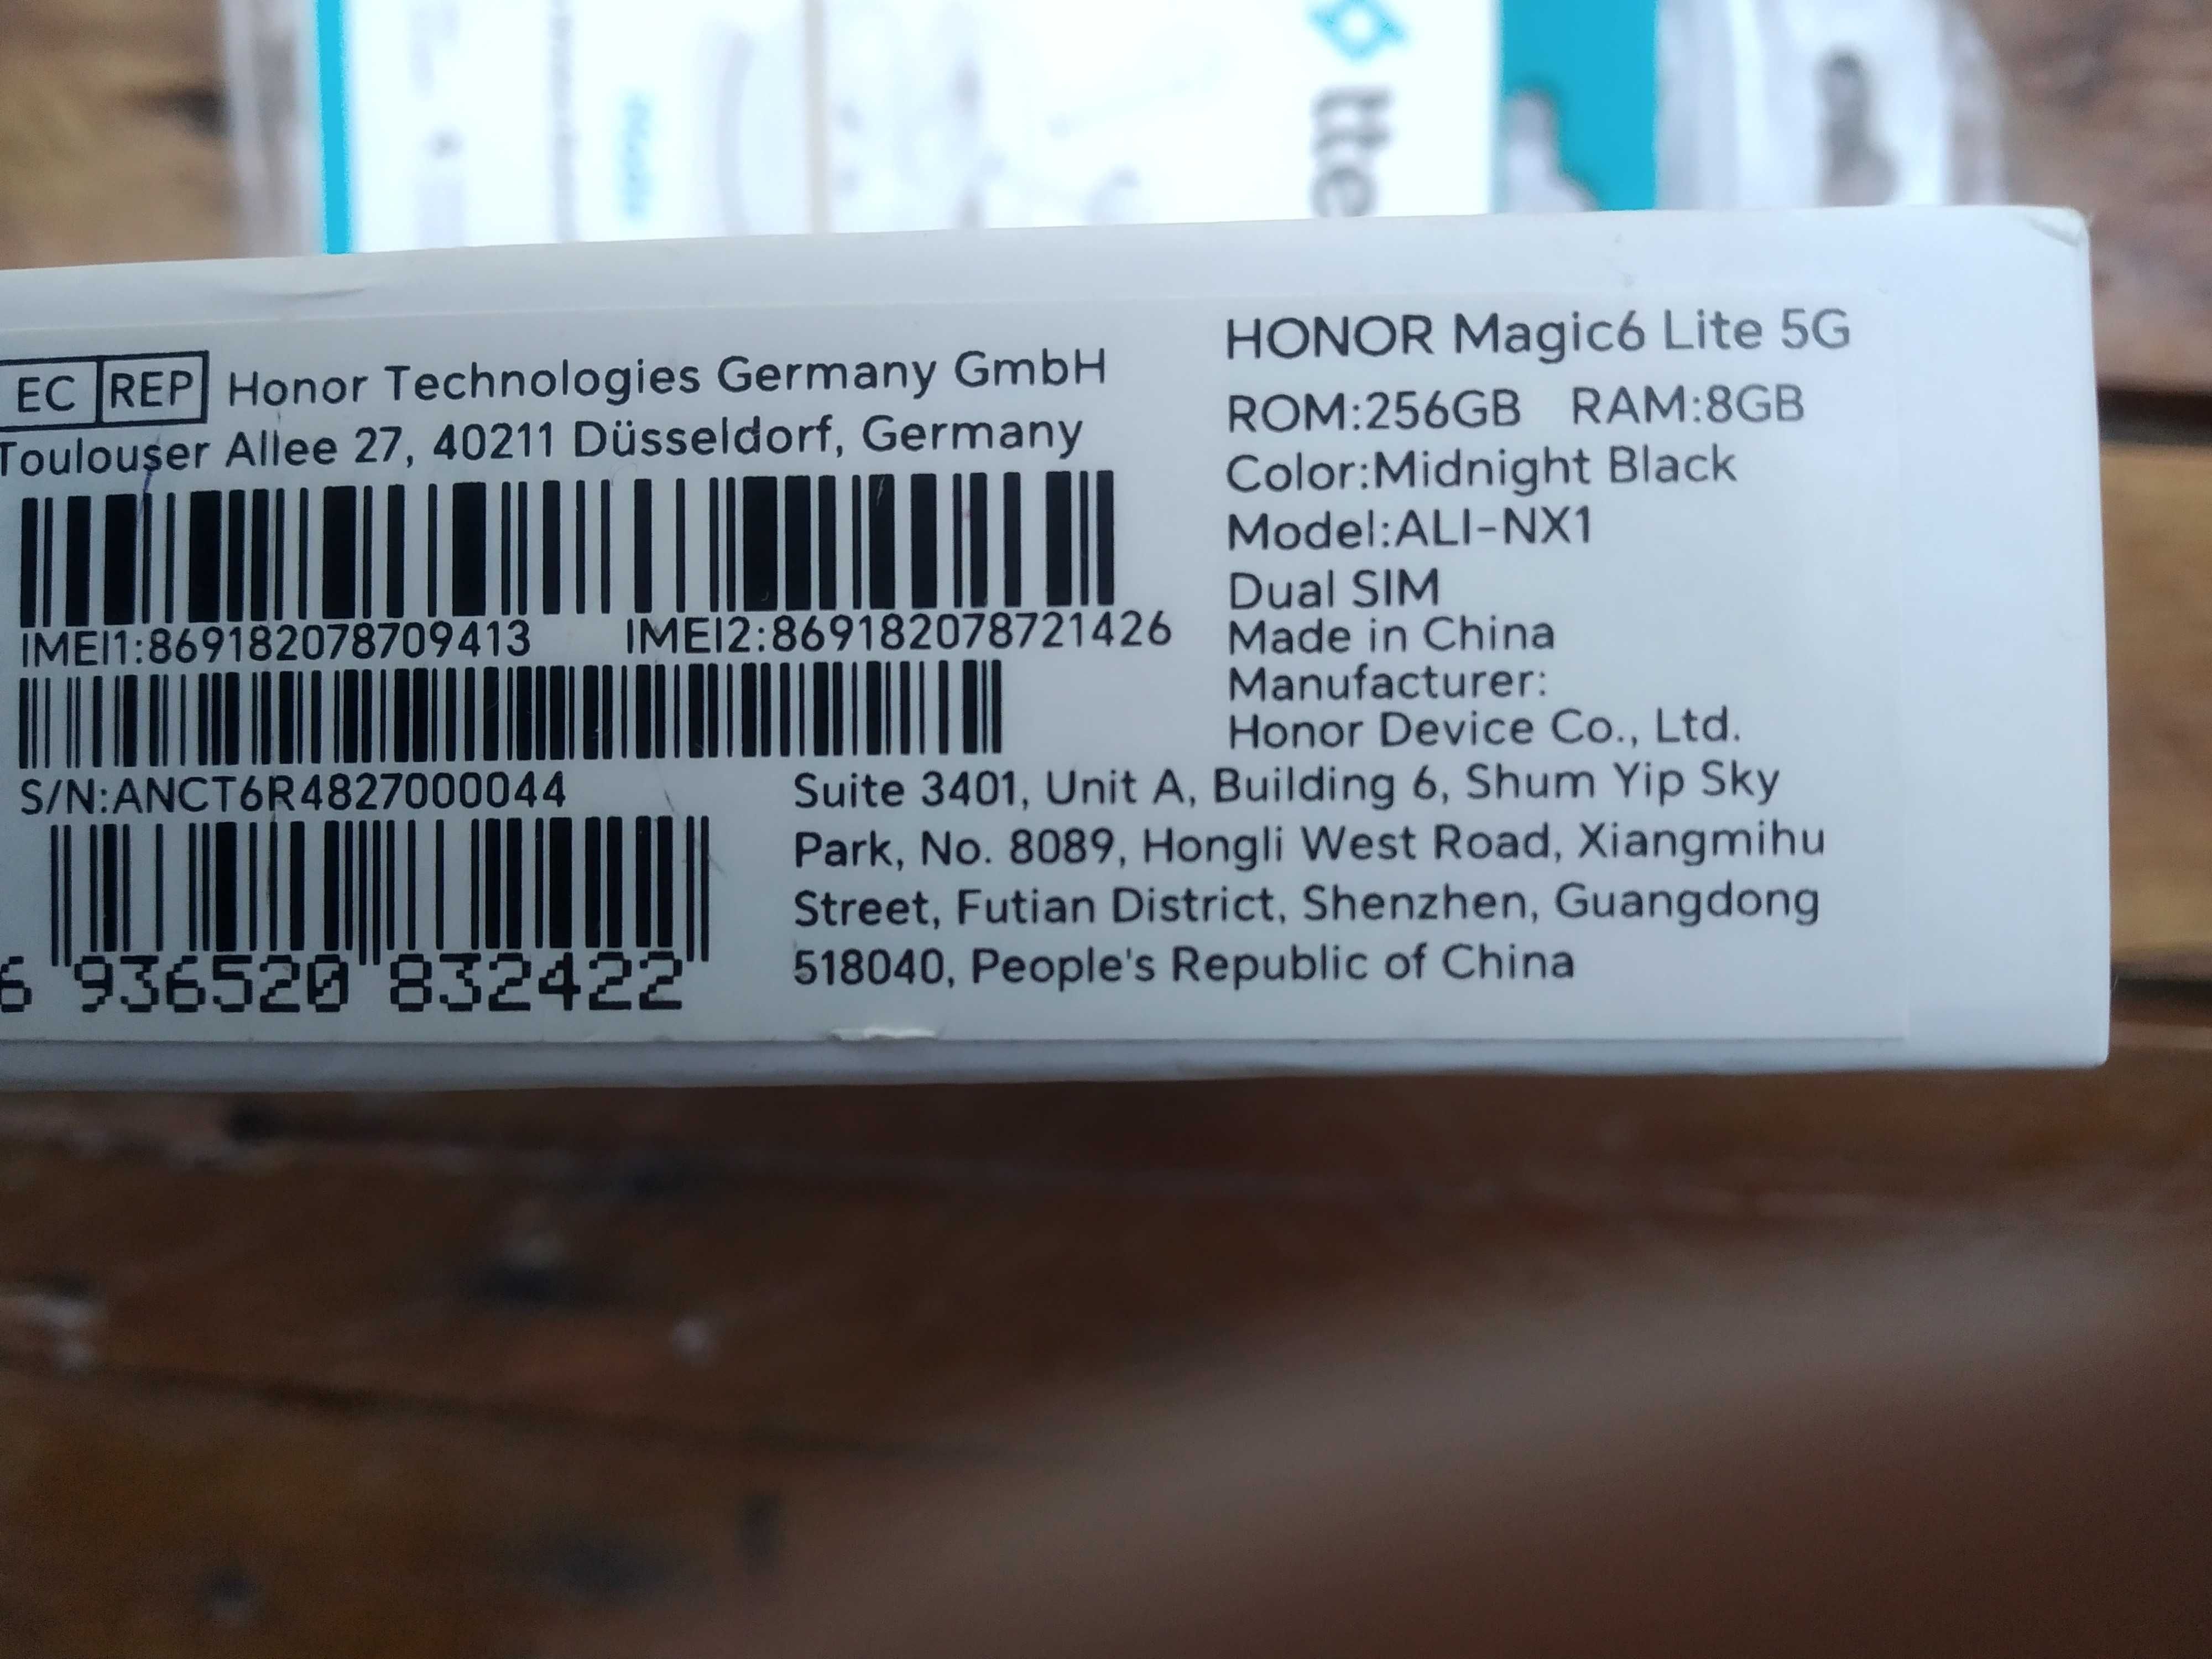 tte
EC REP Honor Technologies Germany GmbH
Toulouser Allee 27, 40211 Düsseldorf, Germany
IMEI1:869182078709413 IMEI2:869182078721426
S/N:ANCT6R4827000044
6 936520 832422
HONOR Magic6 Lite 5G
ROM:256GB RAM:8GB
Color:Midnight Black
Model:ALI-NX1
Dual SIM
Made in China
Manufacturer:
Honor Device Co., Ltd.
Suite 3401, Unit A, Building 6, Shum Yip Sky
Park, No. 8089, Hongli West Road, Xiangmihu
Street, Futian District, Shenzhen, Guangdong
518040, People's Republic of China